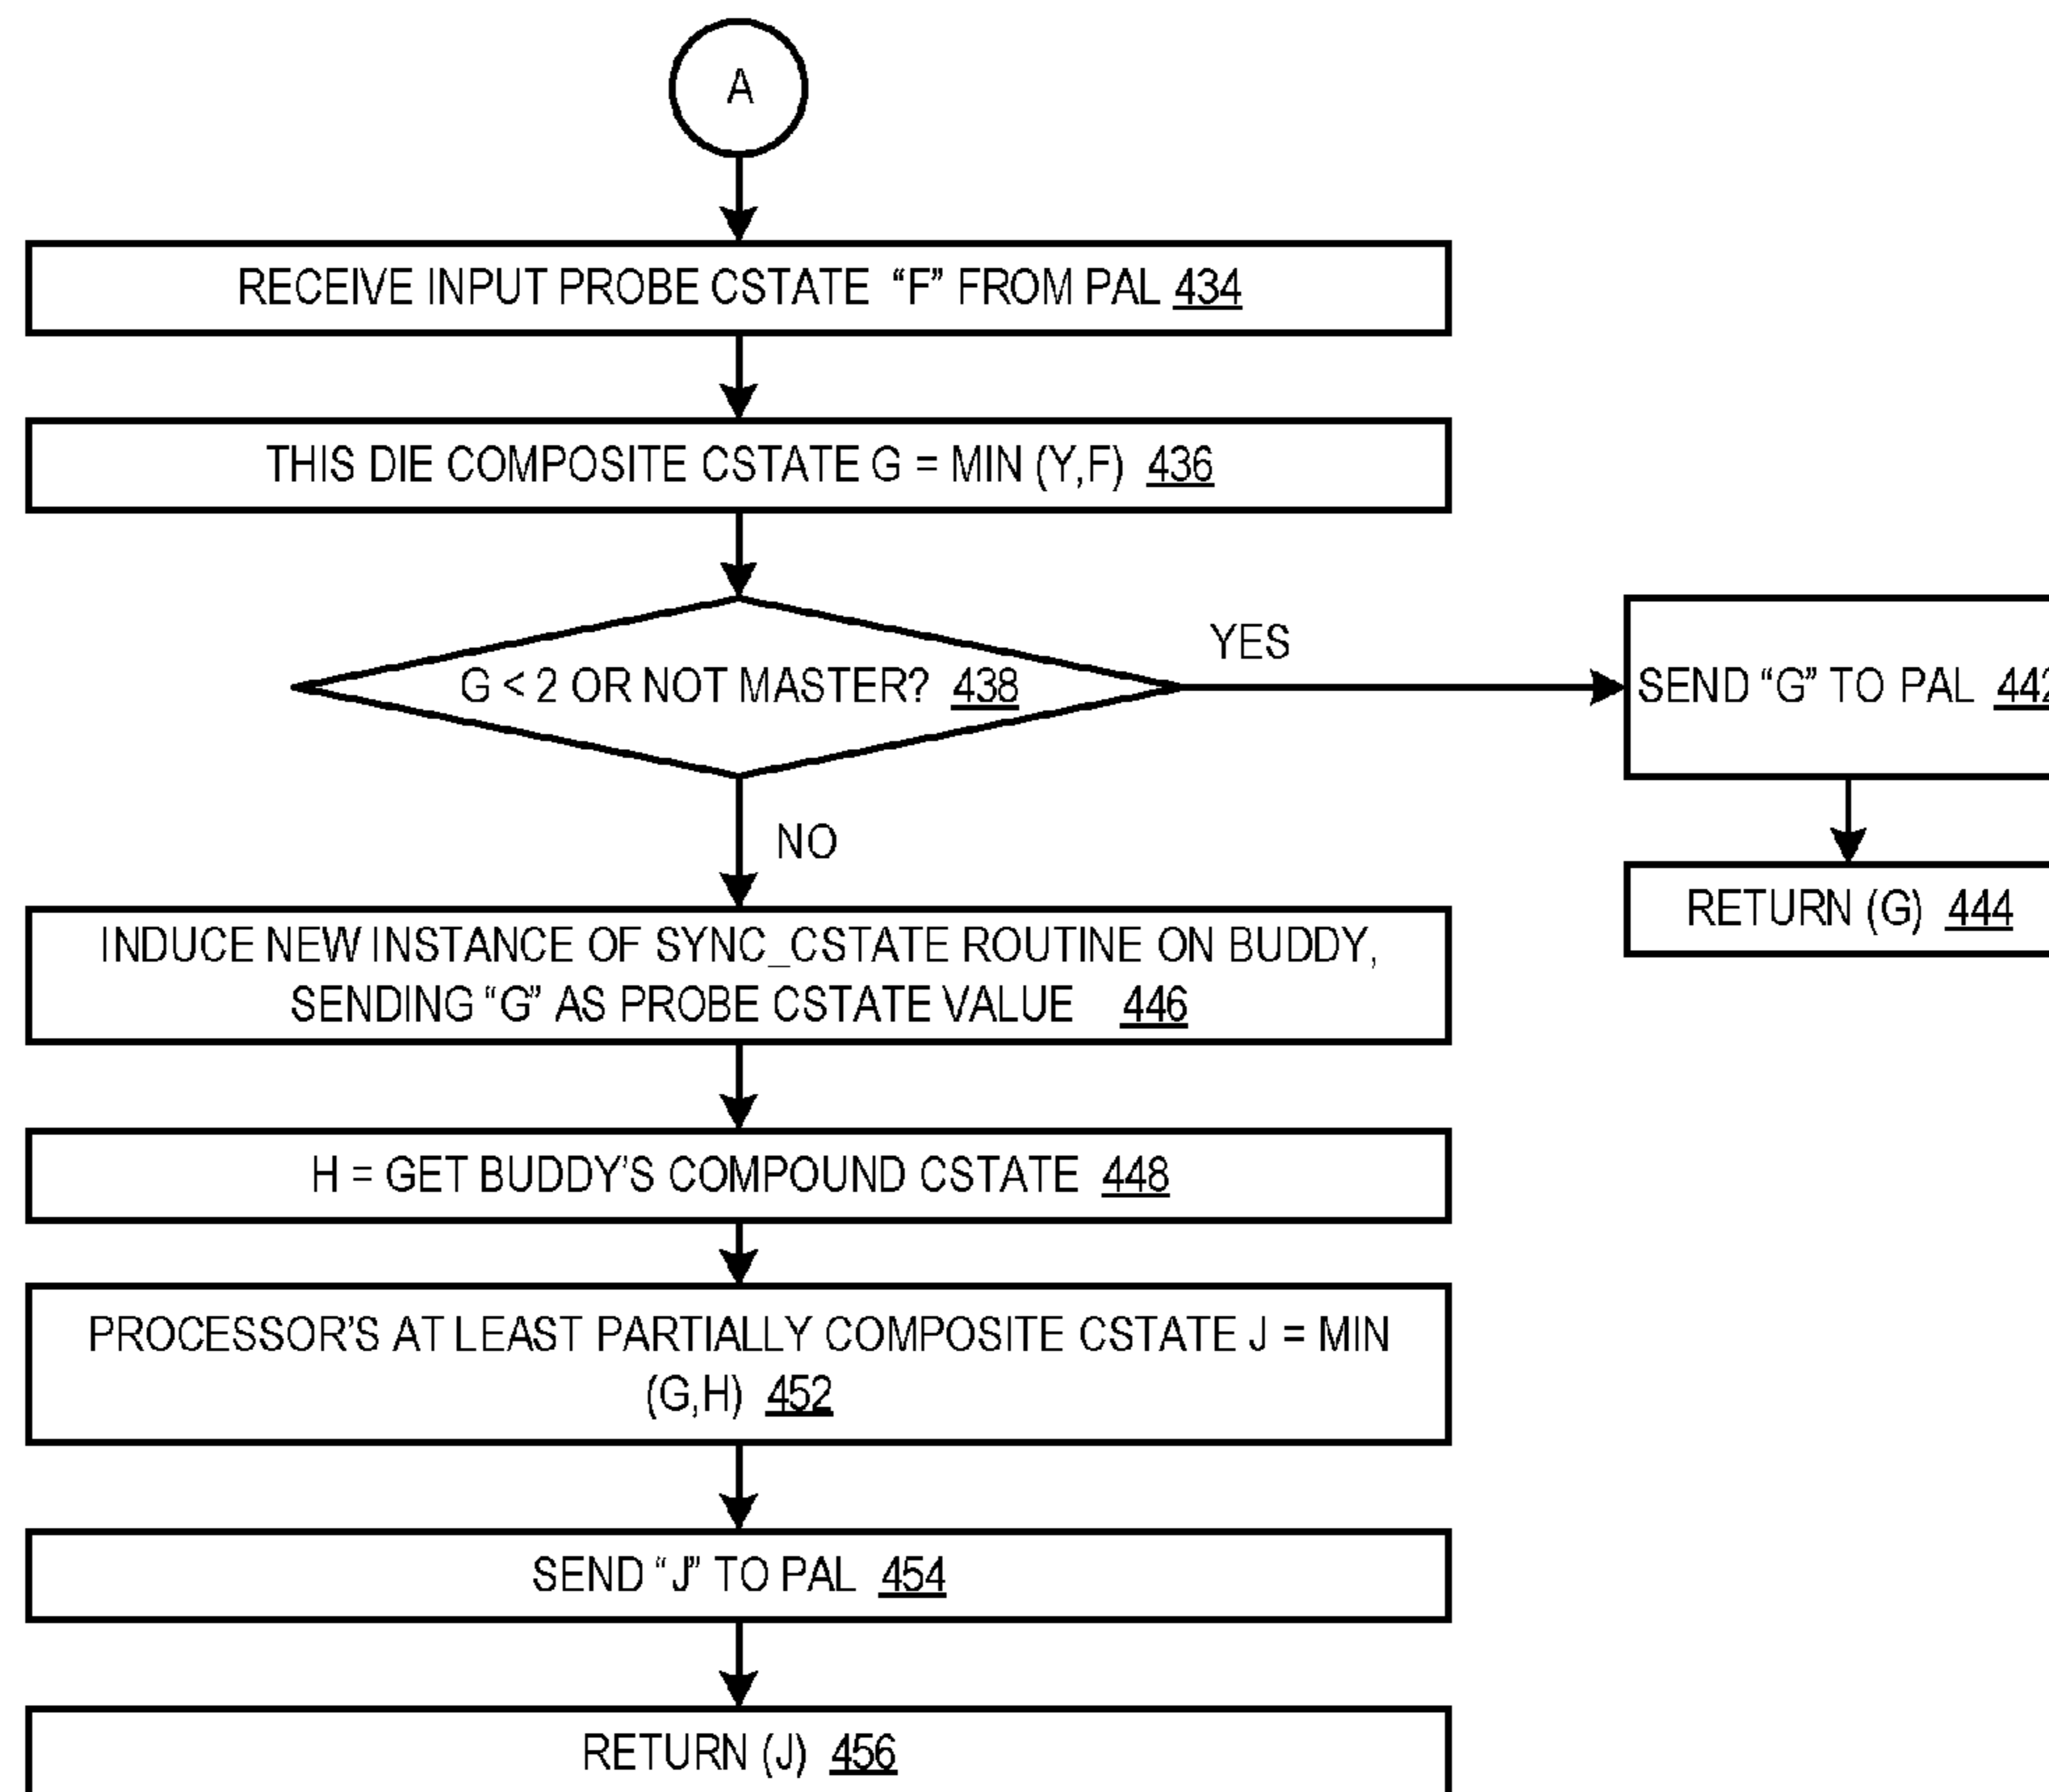 A
RECEIVE INPUT PROBE CSTATE “F” FROM PAL 434
THIS DIE COMPOSITE CSTATE G = MIN (Y,F) 436
G < 2 OR NOT MASTER? 438
YES
SEND “G” TO PAL 442
RETURN (G) 444
NO
INDUCE NEW INSTANCE OF SYNC_CSTATE ROUTINE ON BUDDY,
SENDING “G” AS PROBE CSTATE VALUE 446
H = GET BUDDY’S COMPOUND CSTATE 448
PROCESSOR’S AT LEAST PARTIALLY COMPOSITE CSTATE J = MIN
(G,H) 452
SEND “J” TO PAL 454
RETURN (J) 456